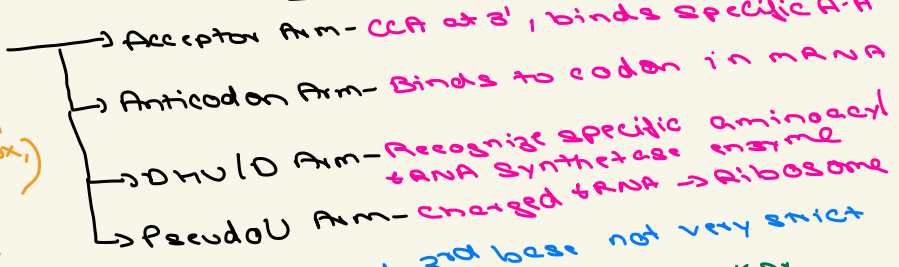 → Acceptor Arm - CCA at 3', binds specific A-A
→ Anticodon Arm - Binds to codon in mRNA
→ DHU/D Arm - Recognize specific aminoacyl
tRNA synthetase enzyme
→ PseudoU Arm - Charged tRNA → Ribosome
3rd base not very strict